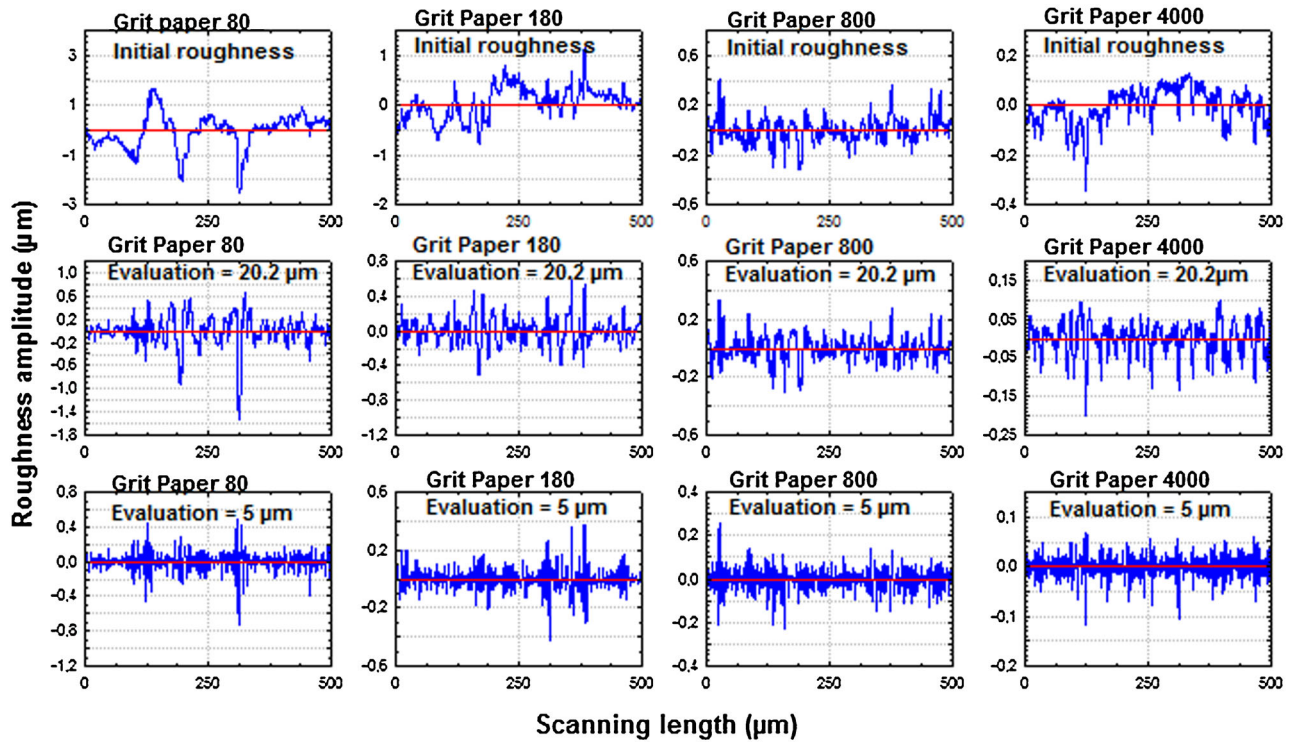 Roughness amplitude (μm)
Grit paper 80
Initial roughness
3
1
−1
−3
0 250 500
Grit Paper 180
Initial roughness
2
1
0
−1
−2
0 250 500
Grit Paper 800
Initial roughness
0.6
0.2
−0.2
−0.6
0 250 500
Grit Paper 4000
Initial roughness
0,2
0.0
−0.2
−0,4
0 250 500
Grit Paper 80
Evaluation = 20.2 μm
1.0
0.6
0.2
−0.2
−0.6
−1.0
−1.4
−1.8
0 250 500
Grit Paper 180
Evaluation = 20.2 μm
0.8
0.4
0.0
−0.4
−0.8
−1.2
0 250 500
Grit Paper 800
Evaluation = 20.2 μm
0.6
0.2
−0.2
−0.6
0 250 500
Grit Paper 4000
Evaluation = 20.2μm
0.15
0.05
−0.05
−0.15
−0.25
0 250 500
Grit Paper 80
Evaluation = 5 μm
0.8
0.4
0.0
−0.4
−0.8
−1.2
0 250 500
Grit Paper 180
Evaluation = 5 μm
0.6
0.2
−0.2
−0.6
0 250 500
Grit Paper 800
Evaluation = 5 μm
0.4
0.2
0.0
−0.2
−0.4
0 250 500
Grit Paper 4000
Evaluation = 5 μm
0,1
0.0
−0,1
−0,2
0 250 500
Scanning length (μm)